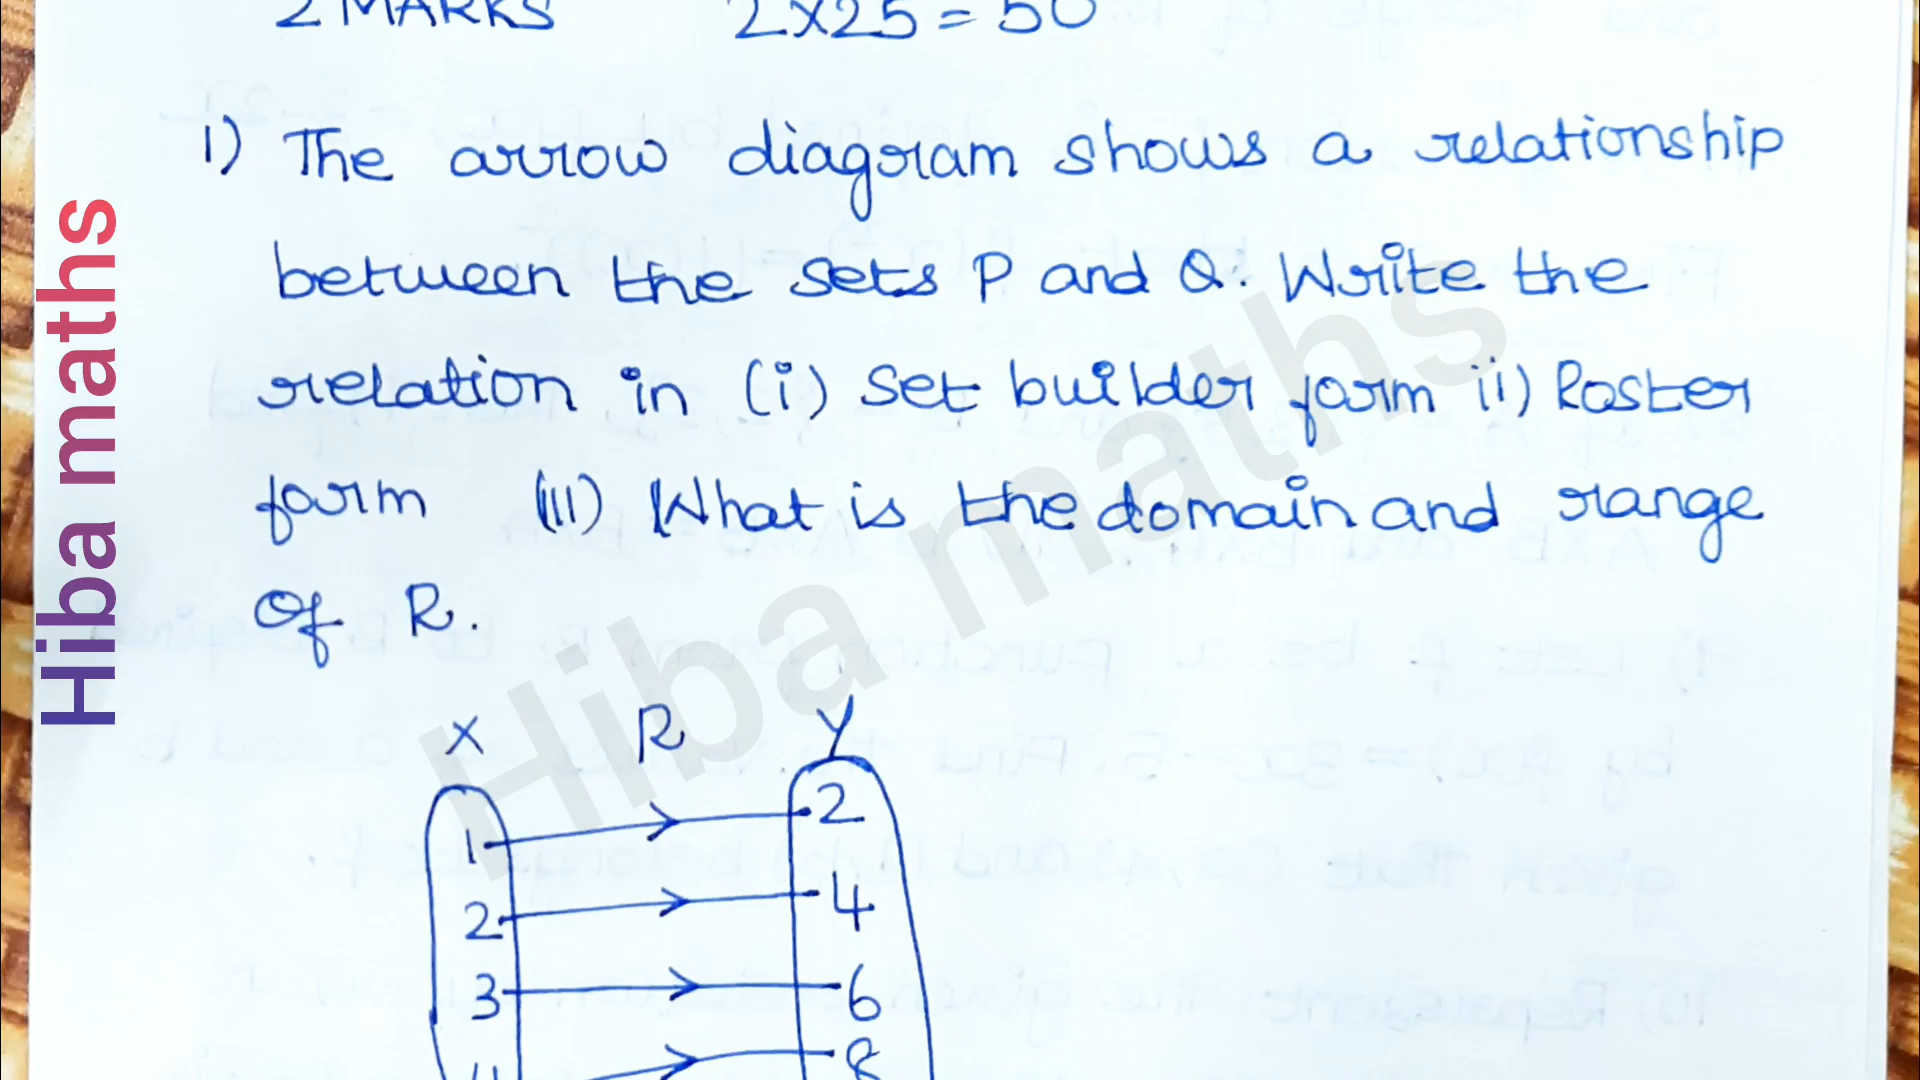 2 MARKS 2x25=50
1) The arrow diagram shows a relationship
between the sets P and Q. Write the
relation in (i) Set builder form ii) Roster
form (III) What is the domain and range
Of R.
X R Y
1 2
2 4
3 6
4 8
Hiba maths
Hiba maths